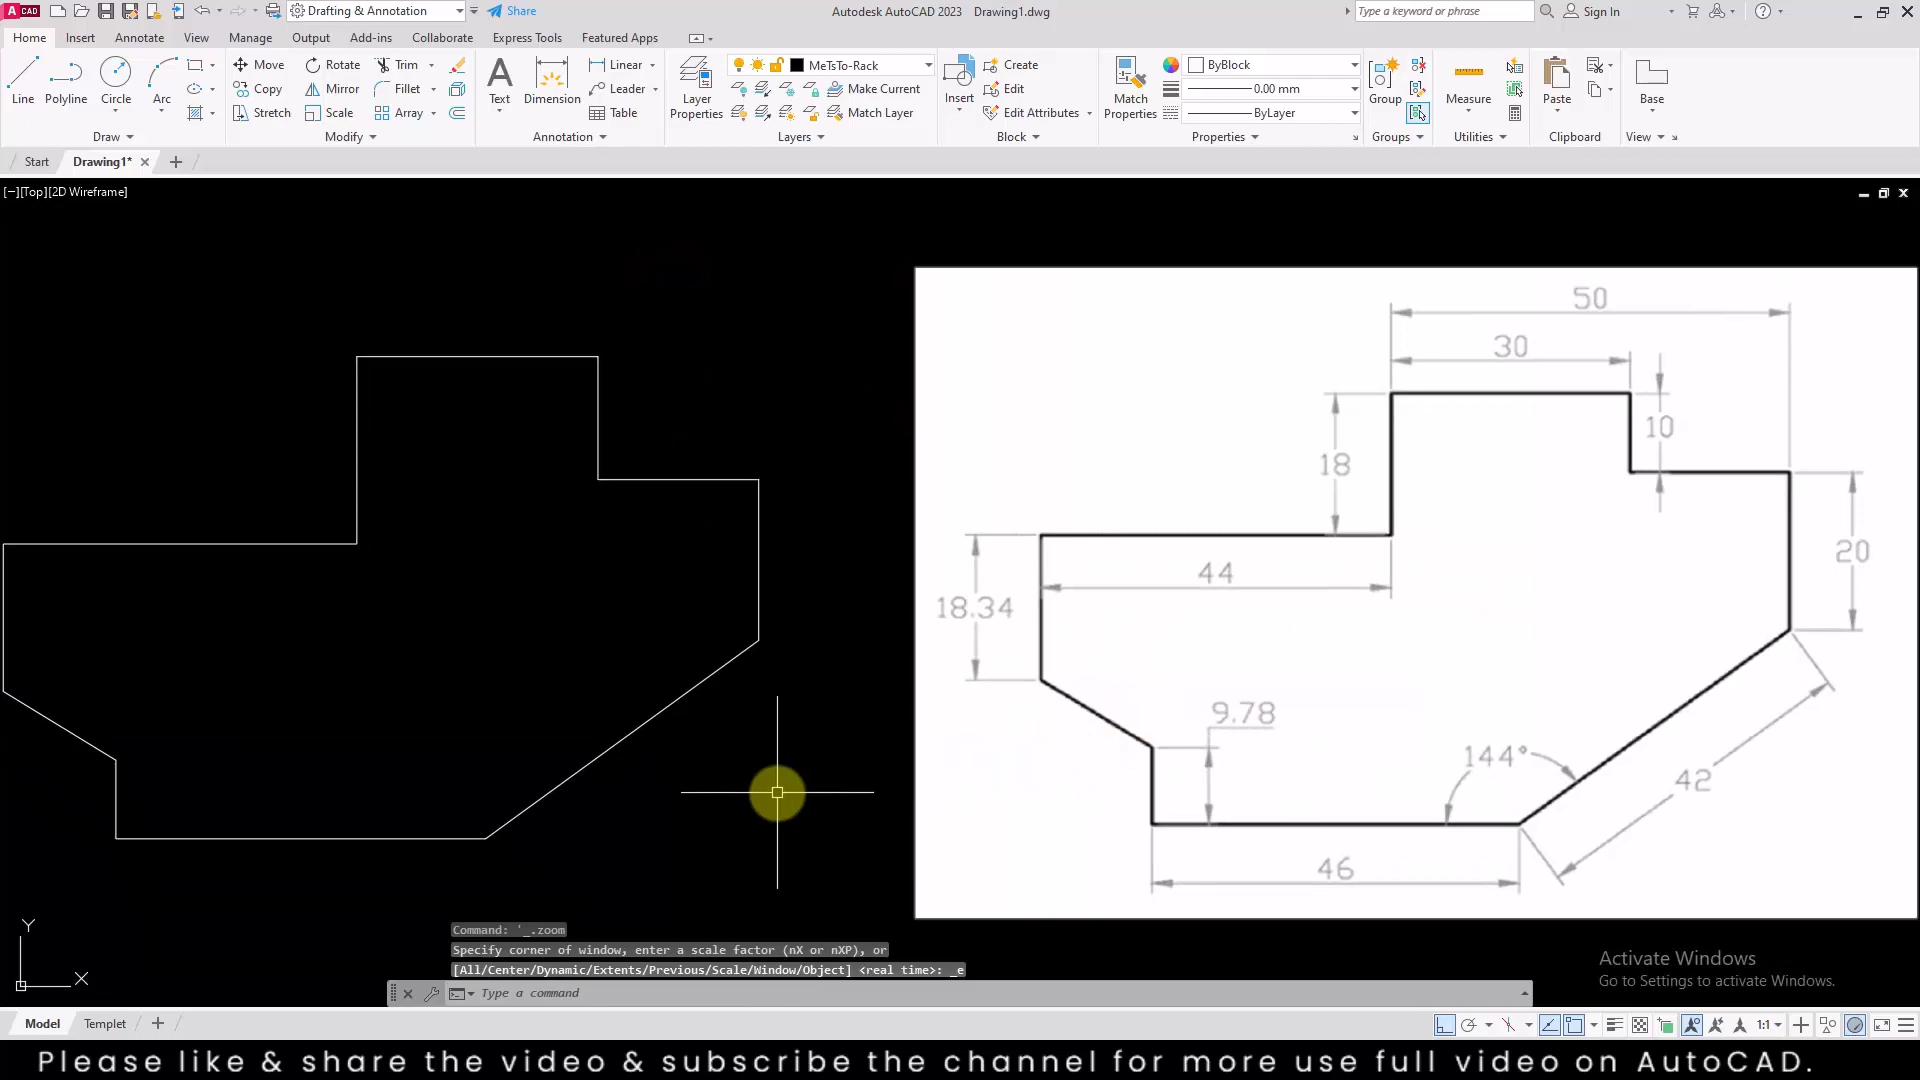 A CAD Drafting & Annotation Share Autodesk AutoCAD 2023 Drawing1.dwg Type a keyword or phrase Sign In
Home Insert Annotate View Manage Output Add-ins Collaborate Express Tools Featured Apps
Line Polyline Circle Arc
Move Rotate Trim
Copy Mirror Fillet
Stretch Scale Array
Text Dimension
Linear
Leader
Table
Layer Properties
MeTsTo-Rack
Make Current
Match Layer
Insert
Create
Edit
Edit Attributes
Match Properties
ByBlock
0.00 mm
ByLayer
Group
Measure
Paste
Base
Draw Modify Annotation Layers Block Properties Groups Utilities Clipboard View
Start Drawing1*
[−][Top][2D Wireframe]
50
30
10
18
20
44
18.34
9.78
144°
42
46
Y
X
Command: '_.zoom
Specify corner of window, enter a scale factor (nX or nXP), or
[All/Center/Dynamic/Extents/Previous/Scale/Window/Object] <real time>: _e
Type a command
Activate Windows
Go to Settings to activate Windows.
Model Templet 1:1
Please like & share the video & subscribe the channel for more use full video on AutoCAD.